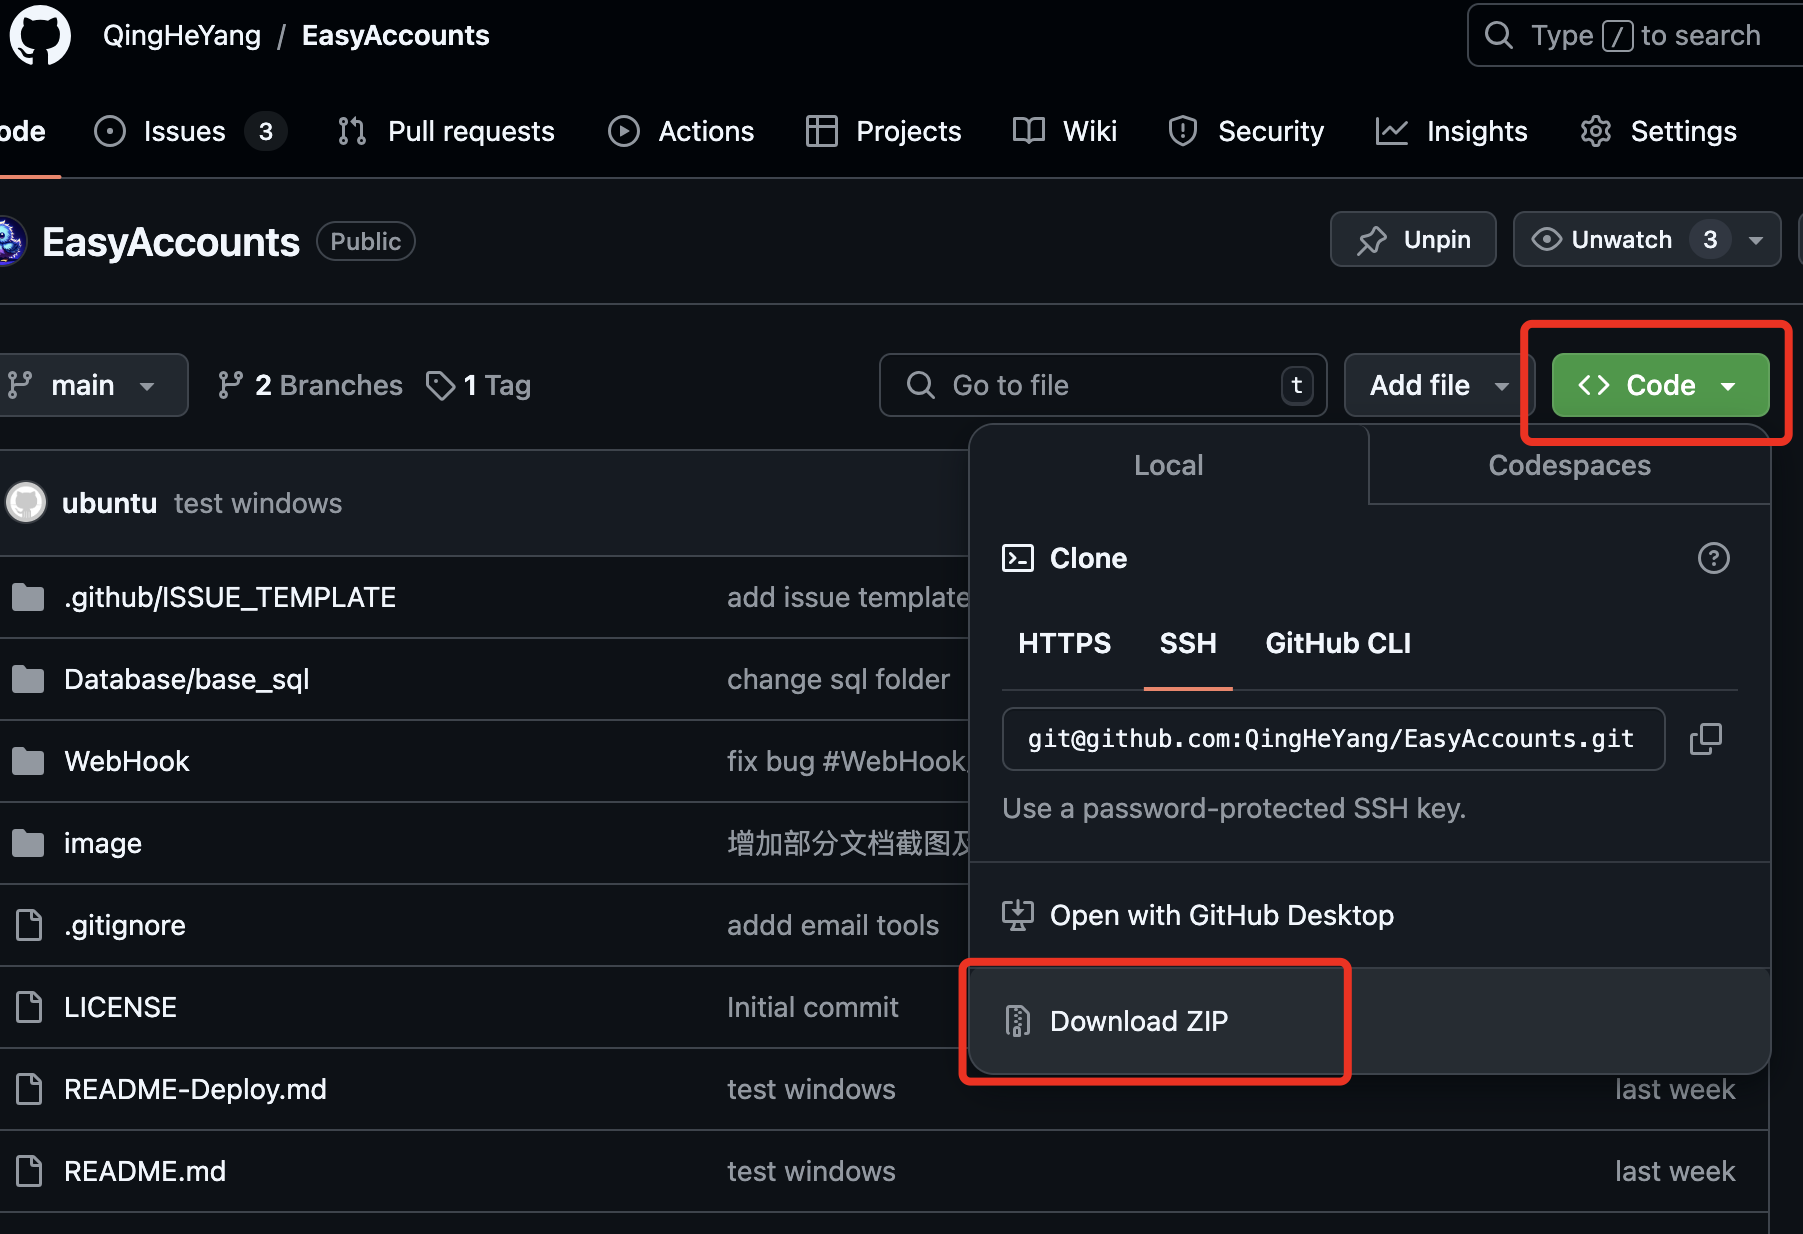 QingHeYang / EasyAccounts
Type / to search
ode
Issues 3
Pull requests
Actions
Projects
Wiki
Security
Insights
Settings
EasyAccounts Public
Unpin
Unwatch 3
main
2 Branches
1 Tag
Go to file t
Add file
<> Code
Local
Codespaces
ubuntu test windows
Clone
HTTPS SSH GitHub CLI
git@github.com:QingHeYang/EasyAccounts.git
Use a password-protected SSH key.
Open with GitHub Desktop
Download ZIP
.github/ISSUE_TEMPLATE add issue template
Database/base_sql change sql folder
WebHook fix bug #WebHook
image 增加部分文档截图及
.gitignore addd email tools
LICENSE Initial commit
README-Deploy.md test windows last week
README.md test windows last week